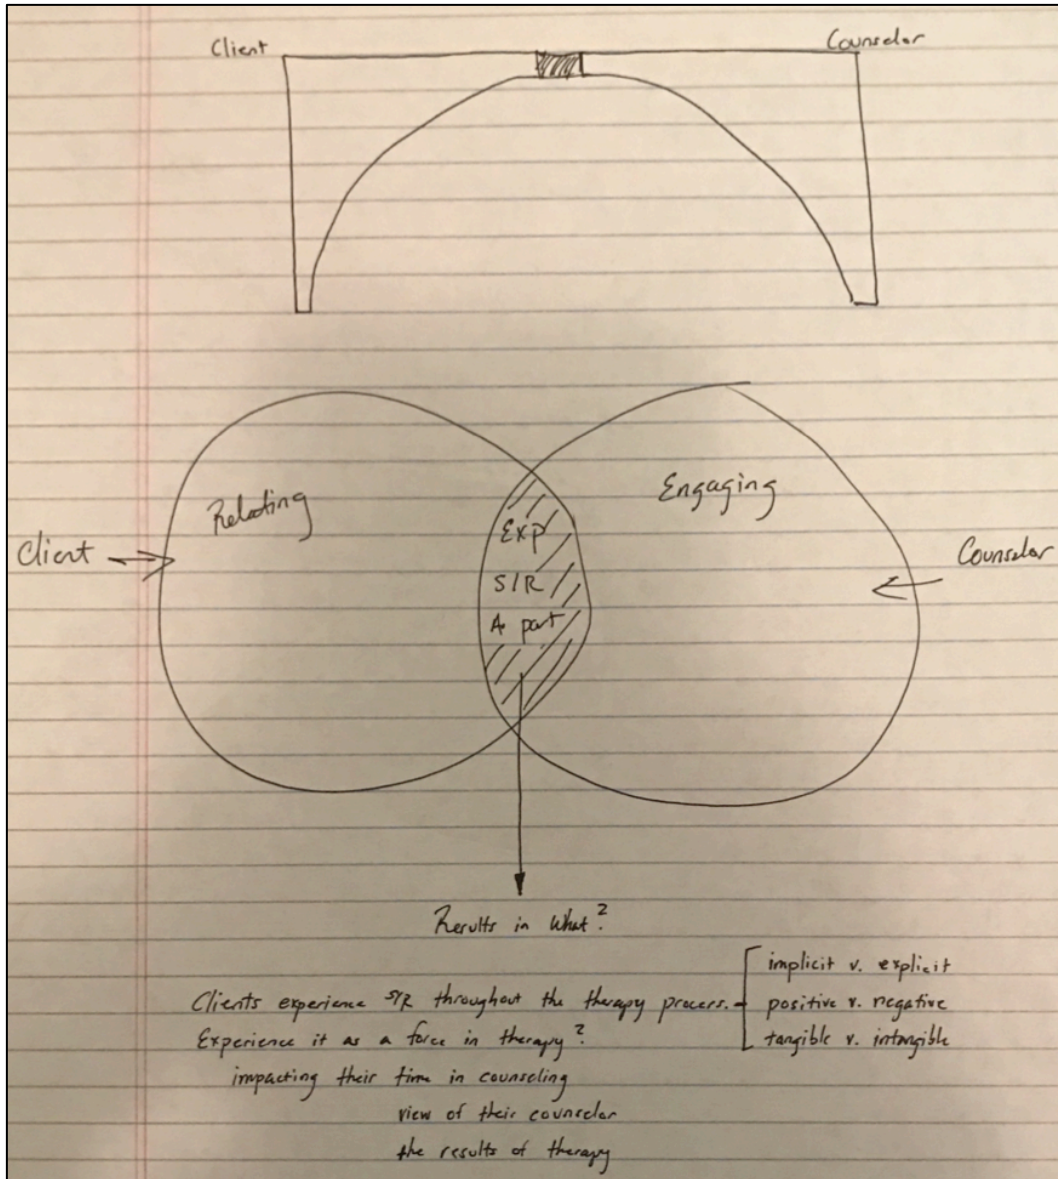 Client
Counselor
Relating
Engaging
Client
Counselor
Exp
S/R
As part
Results in What?
Clients experience S/R throughout the therapy process.
implicit v. explicit
positive v. negative
tangible v. intangible
Experience it as a force in therapy?
impacting their time in counseling
view of their counselor
the results of therapy